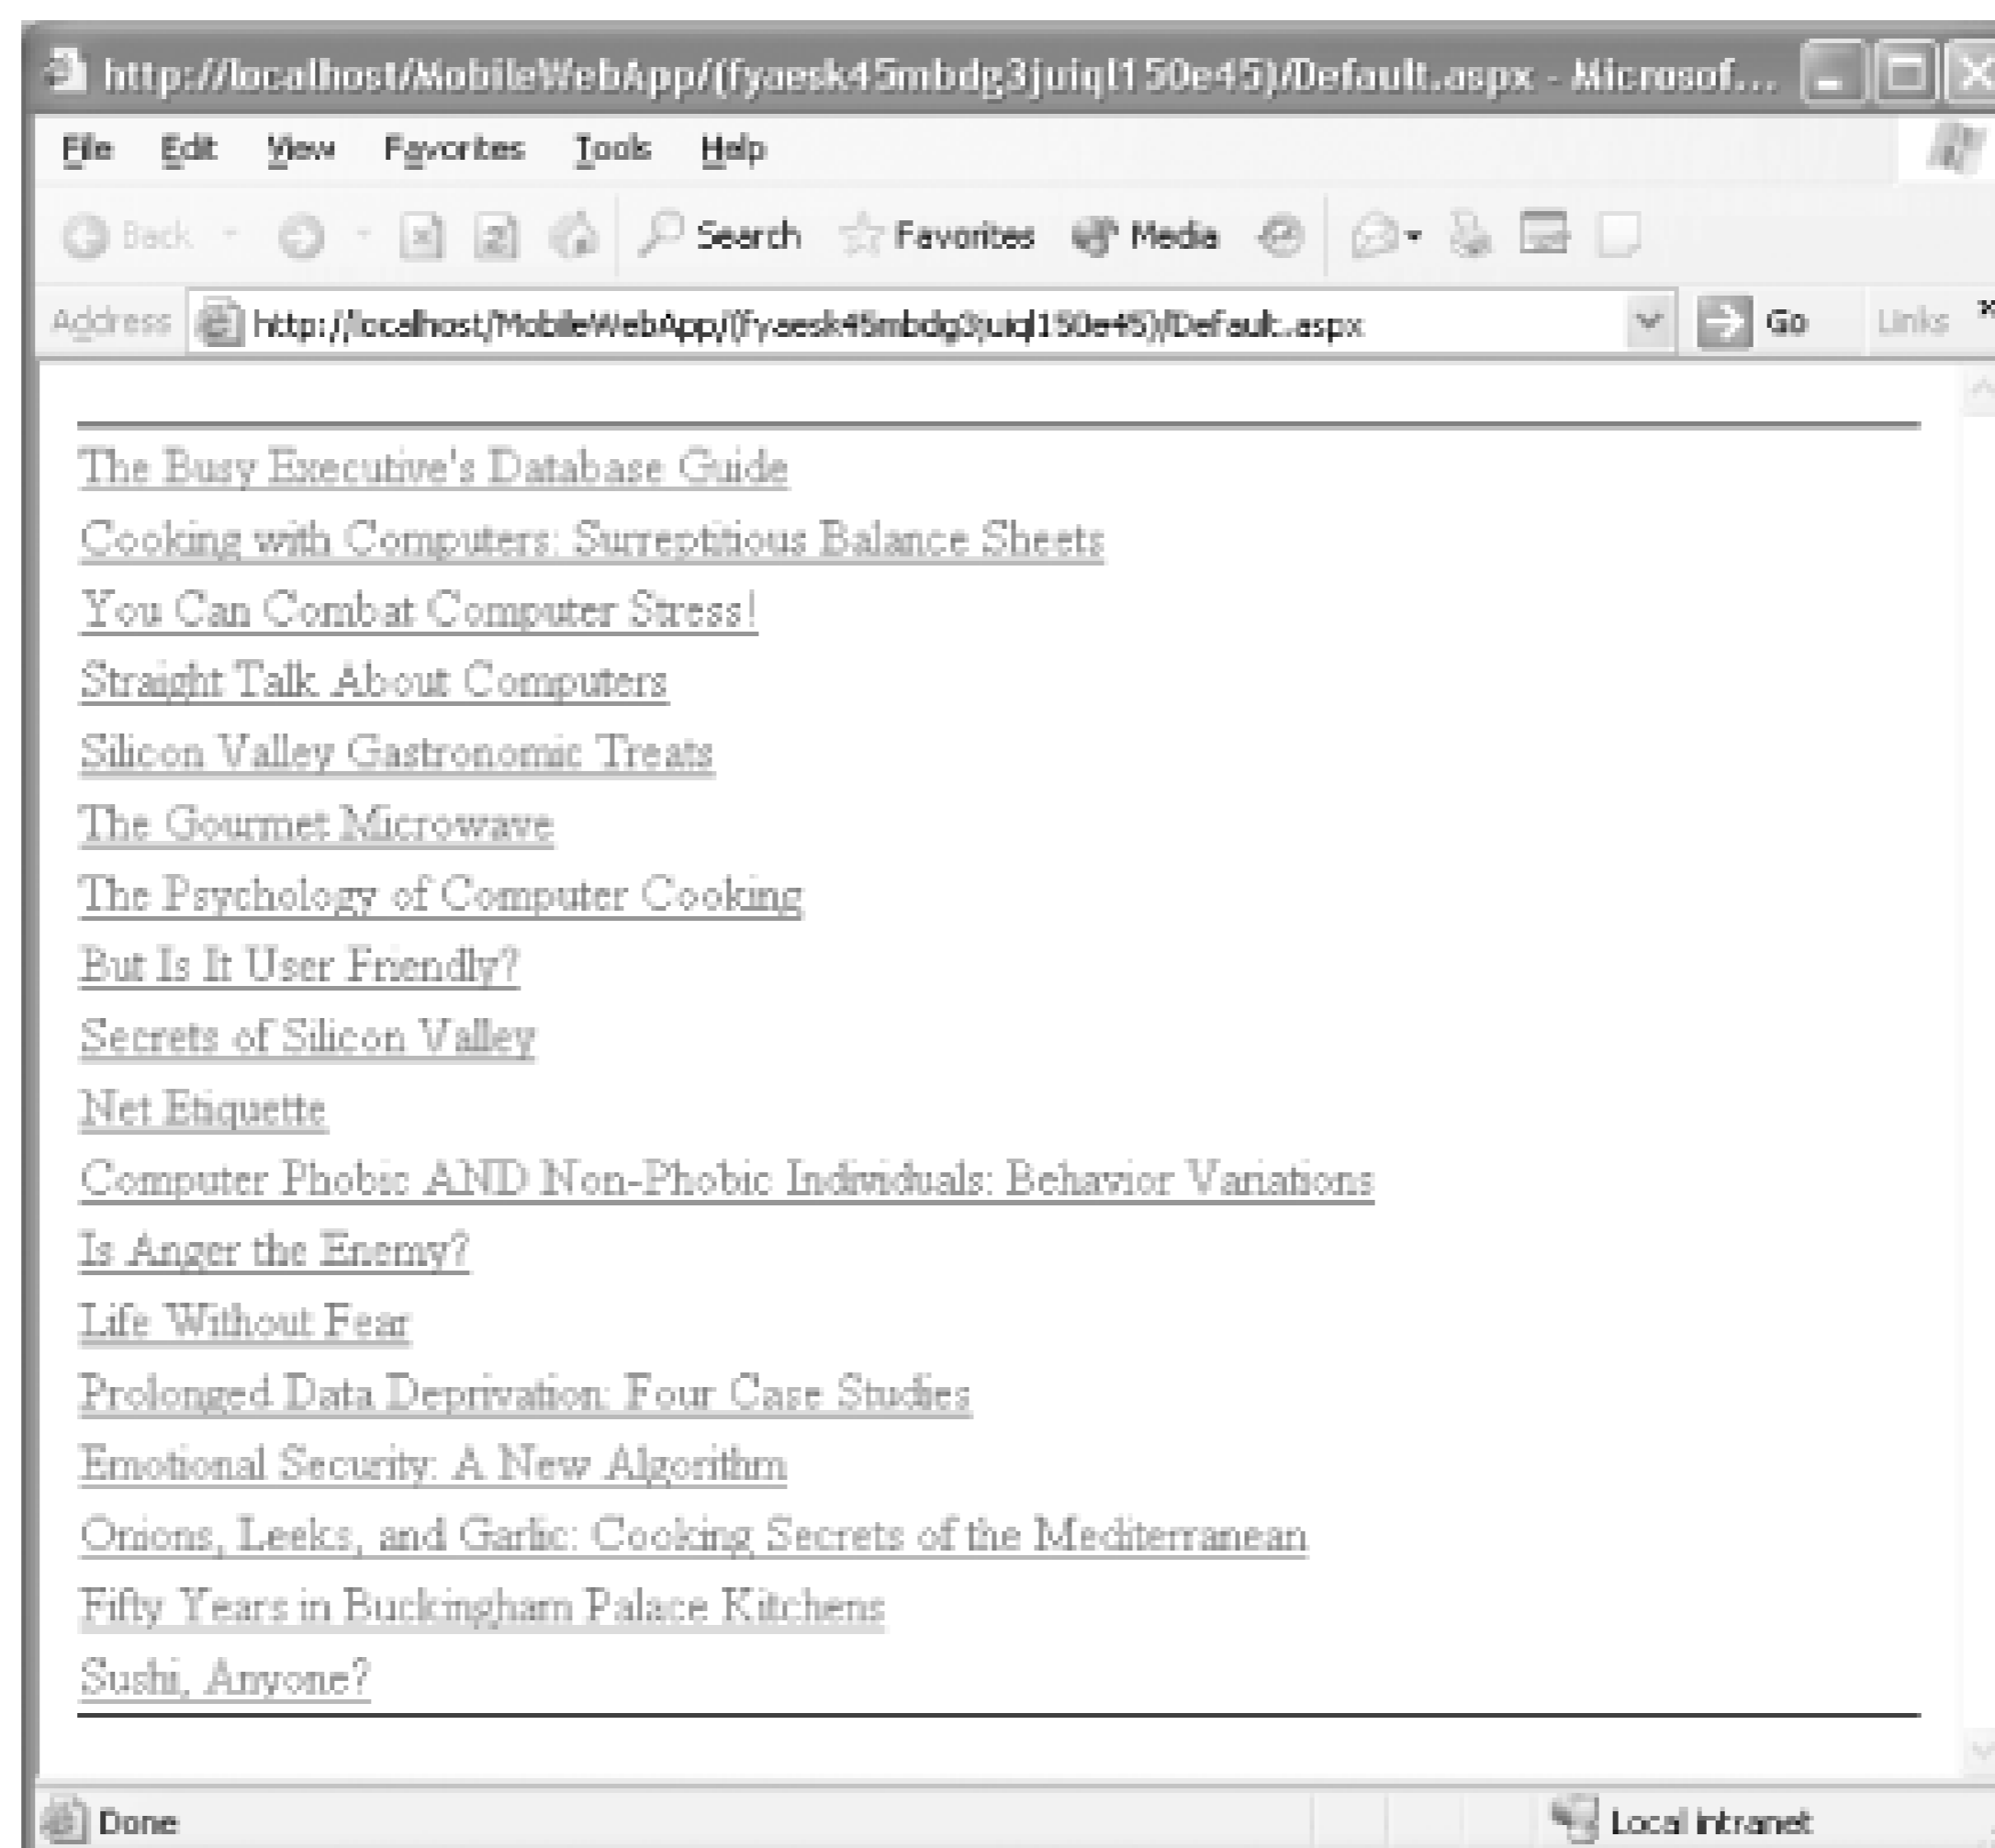 http://localhost/MobileWebApp/(fyaesk45mbdg3juiql150e45)/Default.aspx - Microsof...
File Edit View Favorites Tools Help
Back Search Favorites Media
Address http://localhost/MobileWebApp/(fyaesk45mbdg3juiql150e45)/Default.aspx Go Links »
The Busy Executive's Database Guide
Cooking with Computers: Surreptitious Balance Sheets
You Can Combat Computer Stress!
Straight Talk About Computers
Silicon Valley Gastronomic Treats
The Gourmet Microwave
The Psychology of Computer Cooking
But Is It User Friendly?
Secrets of Silicon Valley
Net Etiquette
Computer Phobic AND Non-Phobic Individuals: Behavior Variations
Is Anger the Enemy?
Life Without Fear
Prolonged Data Deprivation: Four Case Studies
Emotional Security: A New Algorithm
Onions, Leeks, and Garlic: Cooking Secrets of the Mediterranean
Fifty Years in Buckingham Palace Kitchens
Sushi, Anyone?
Done Local intranet